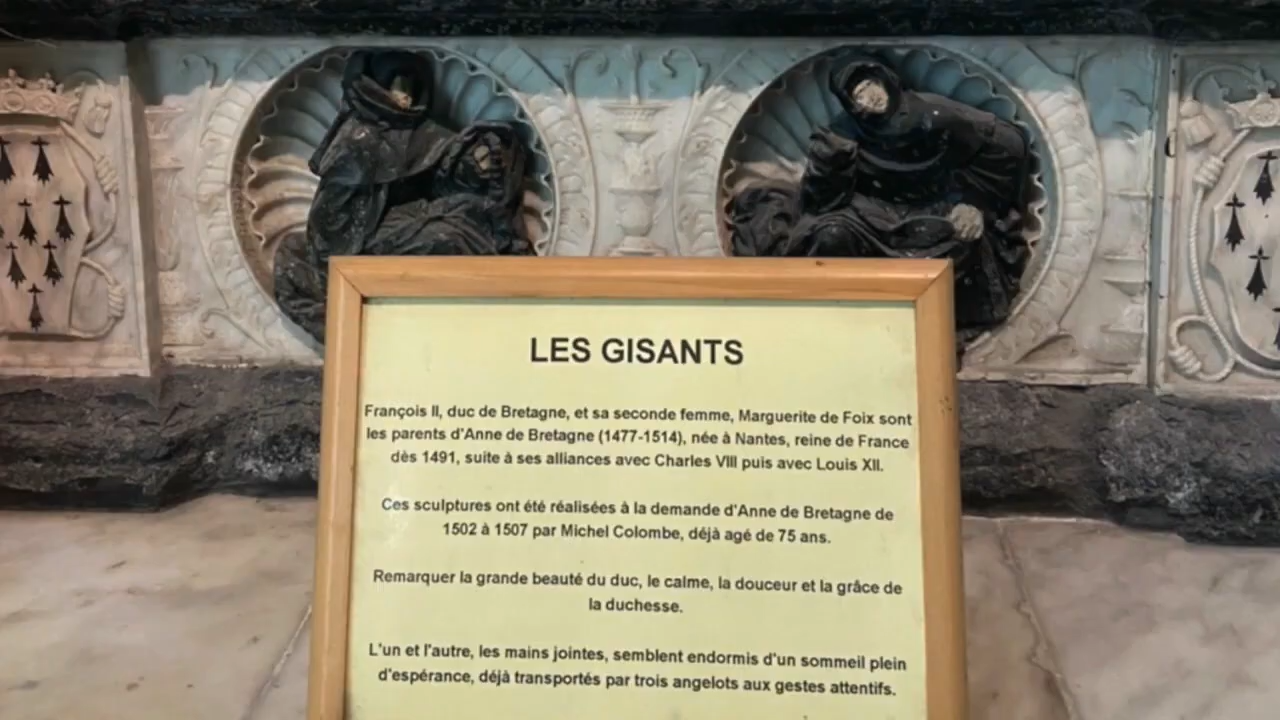 LES GISANTS
François II, duc de Bretagne, et sa seconde femme, Marguerite de Foix sont
les parents d'Anne de Bretagne (1477-1514), née à Nantes, reine de France
dès 1491, suite à ses alliances avec Charles VIII puis avec Louis XII.
Ces sculptures ont été réalisées à la demande d'Anne de Bretagne de
1502 à 1507 par Michel Colombe, déjà agé de 75 ans.
Remarquer la grande beauté du duc, le calme, la douceur et la grâce de
la duchesse.
L'un et l'autre, les mains jointes, semblent endormis d'un sommeil plein
d'espérance, déjà transportés par trois angelots aux gestes attentifs.